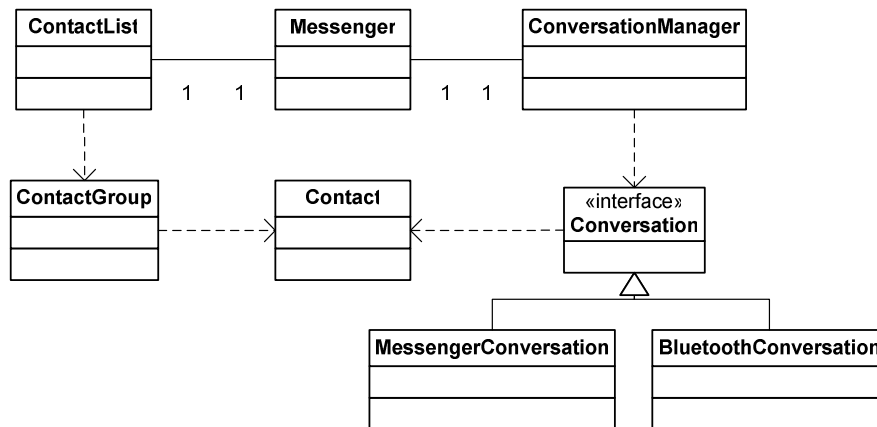 ContactList
Messenger
ConversationManager
1 1
1 1
ContactGroup
Contact
«interface»
Conversation
MessengerConversation
BluetoothConversation